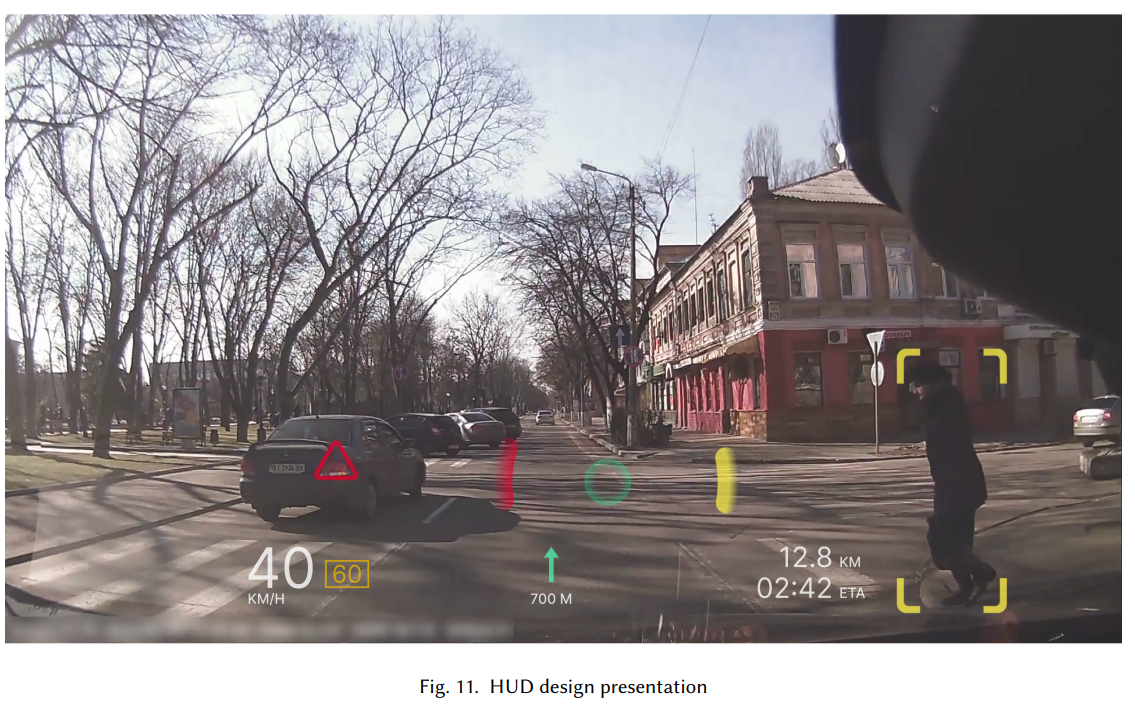 40
60
KM/H
700 M
12.8 KM
02:42 ETA
Fig. 11. HUD design presentation